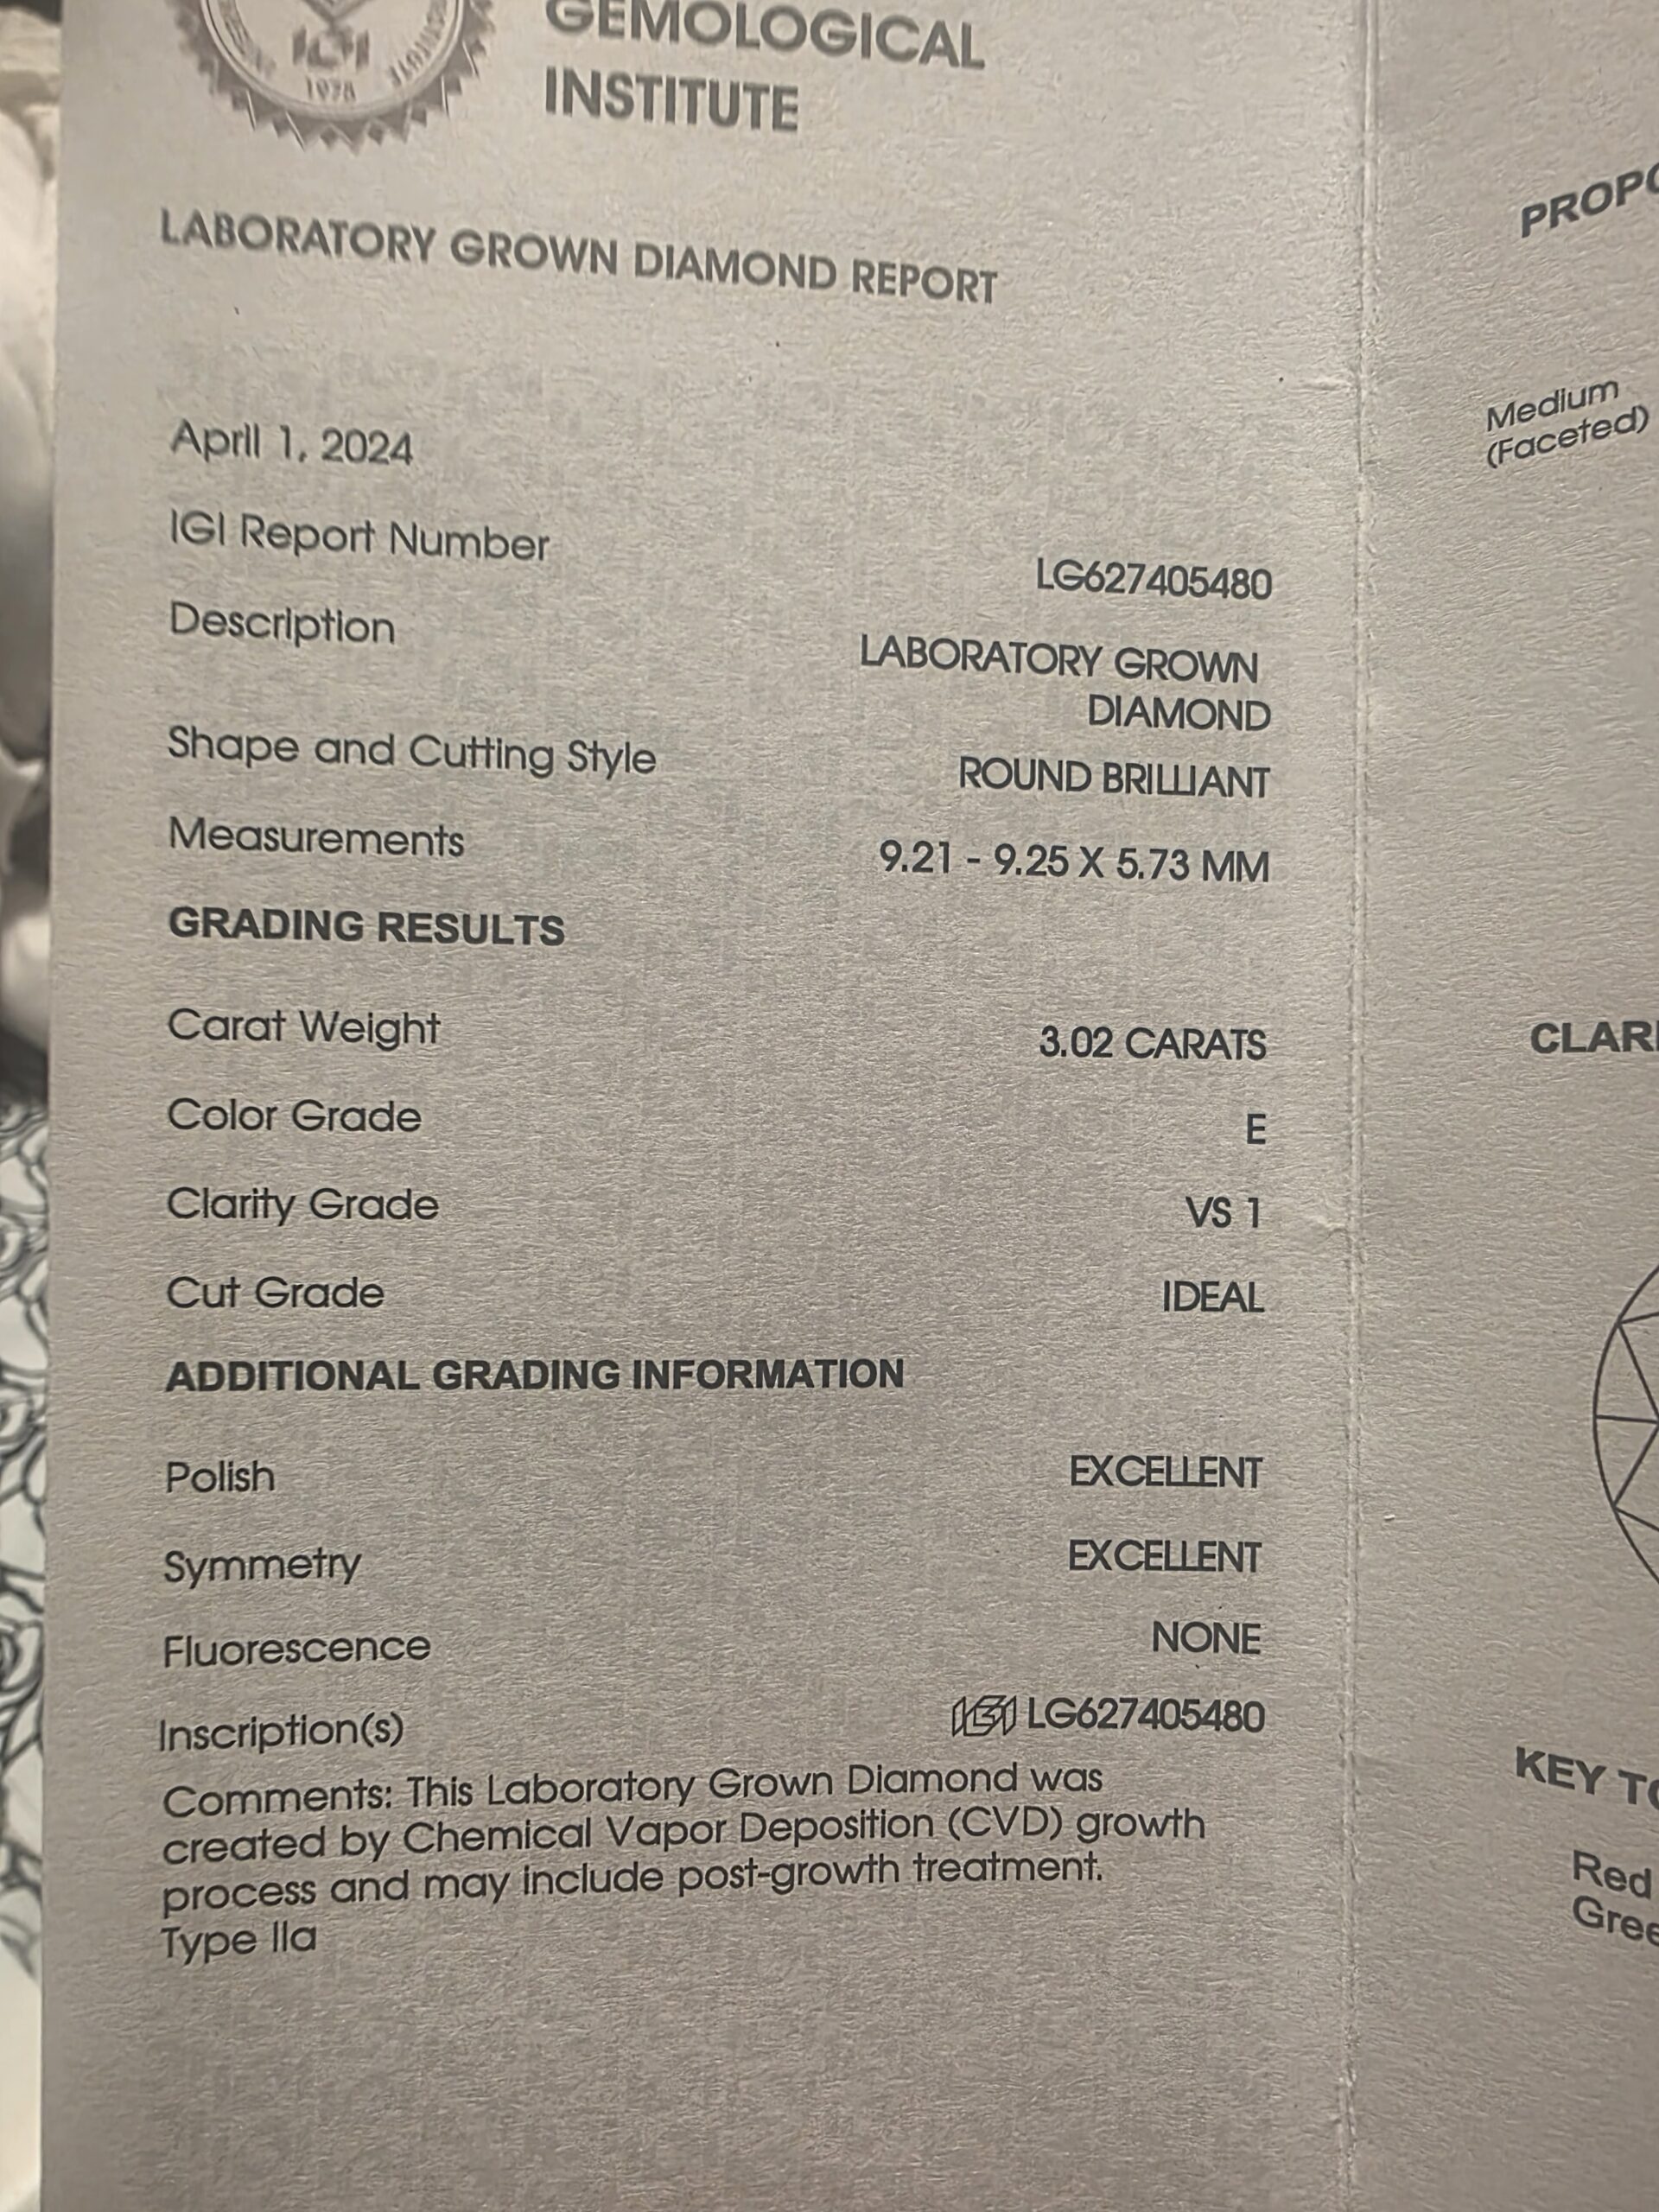 IGI
1975
GEMOLOGICAL
INSTITUTE
LABORATORY GROWN DIAMOND REPORT
April 1, 2024
IGI Report Number
LG627405480
Description
LABORATORY GROWN
DIAMOND
Shape and Cutting Style
ROUND BRILLIANT
Measurements
9.21 - 9.25 X 5.73 MM
GRADING RESULTS
Carat Weight
3.02 CARATS
Color Grade
E
Clarity Grade
VS 1
Cut Grade
IDEAL
ADDITIONAL GRADING INFORMATION
Polish
EXCELLENT
Symmetry
EXCELLENT
Fluorescence
NONE
Inscription(s)
IGI LG627405480
Comments: This Laboratory Grown Diamond was
created by Chemical Vapor Deposition (CVD) growth
process and may include post-growth treatment.
Type IIa
PROPO
Medium
(Faceted)
CLARI
KEY TO
Red
Gree